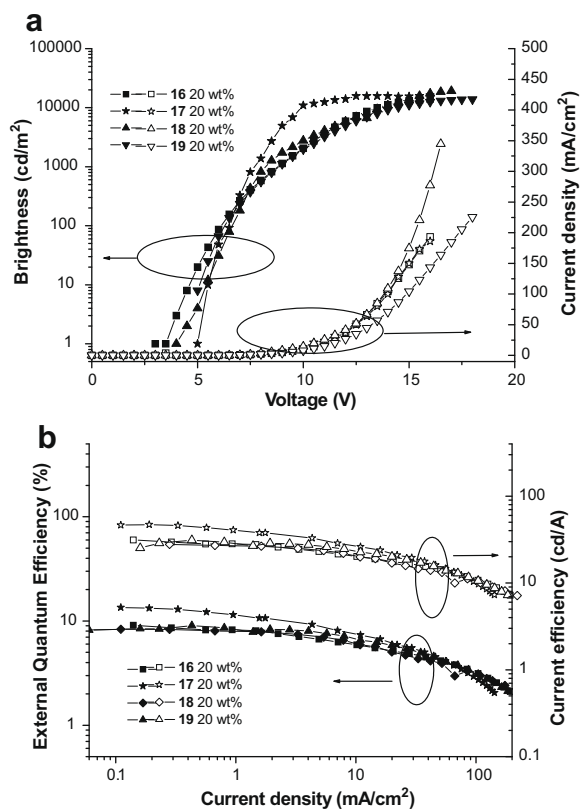 a
100000
10000
1000
100
10
1
Brightness (cd/m²)
16 20 wt%
17 20 wt%
18 20 wt%
19 20 wt%
500
450
400
350
300
250
200
150
100
50
0
Current density (mA/cm²)
0 5 10 15 20
Voltage (V)
b
100
10
1
External Quantum Efficiency (%)
16 20 wt%
17 20 wt%
18 20 wt%
19 20 wt%
100
10
1
0.1
Current efficiency (cd/A)
0.1 1 10 100
Current density (mA/cm²)